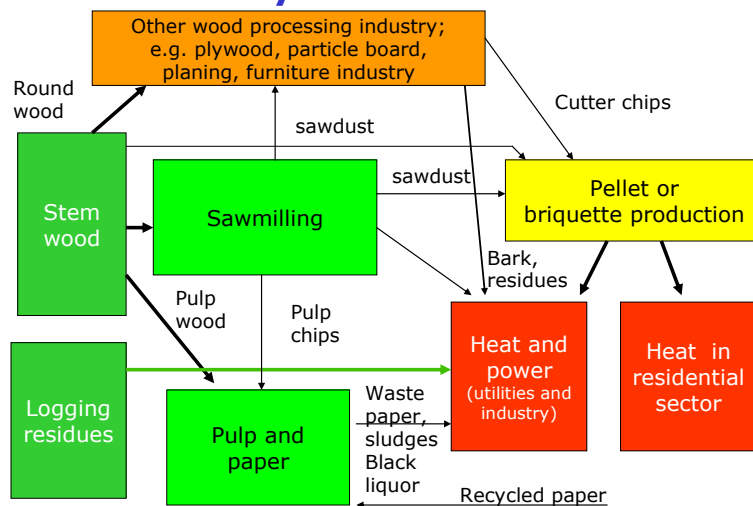 Other wood processing industry;
e.g. plywood, particle board,
planing, furniture industry
Round
wood
Cutter chips
sawdust
sawdust
Stem
wood
Sawmilling
Pellet or
briquette production
Bark,
residues
Pulp
wood
Pulp
chips
Heat and
power
(utilities and
industry)
Heat in
residential
sector
Logging
residues
Pulp and
paper
Waste
paper,
sludges
Black
liquor
Recycled paper